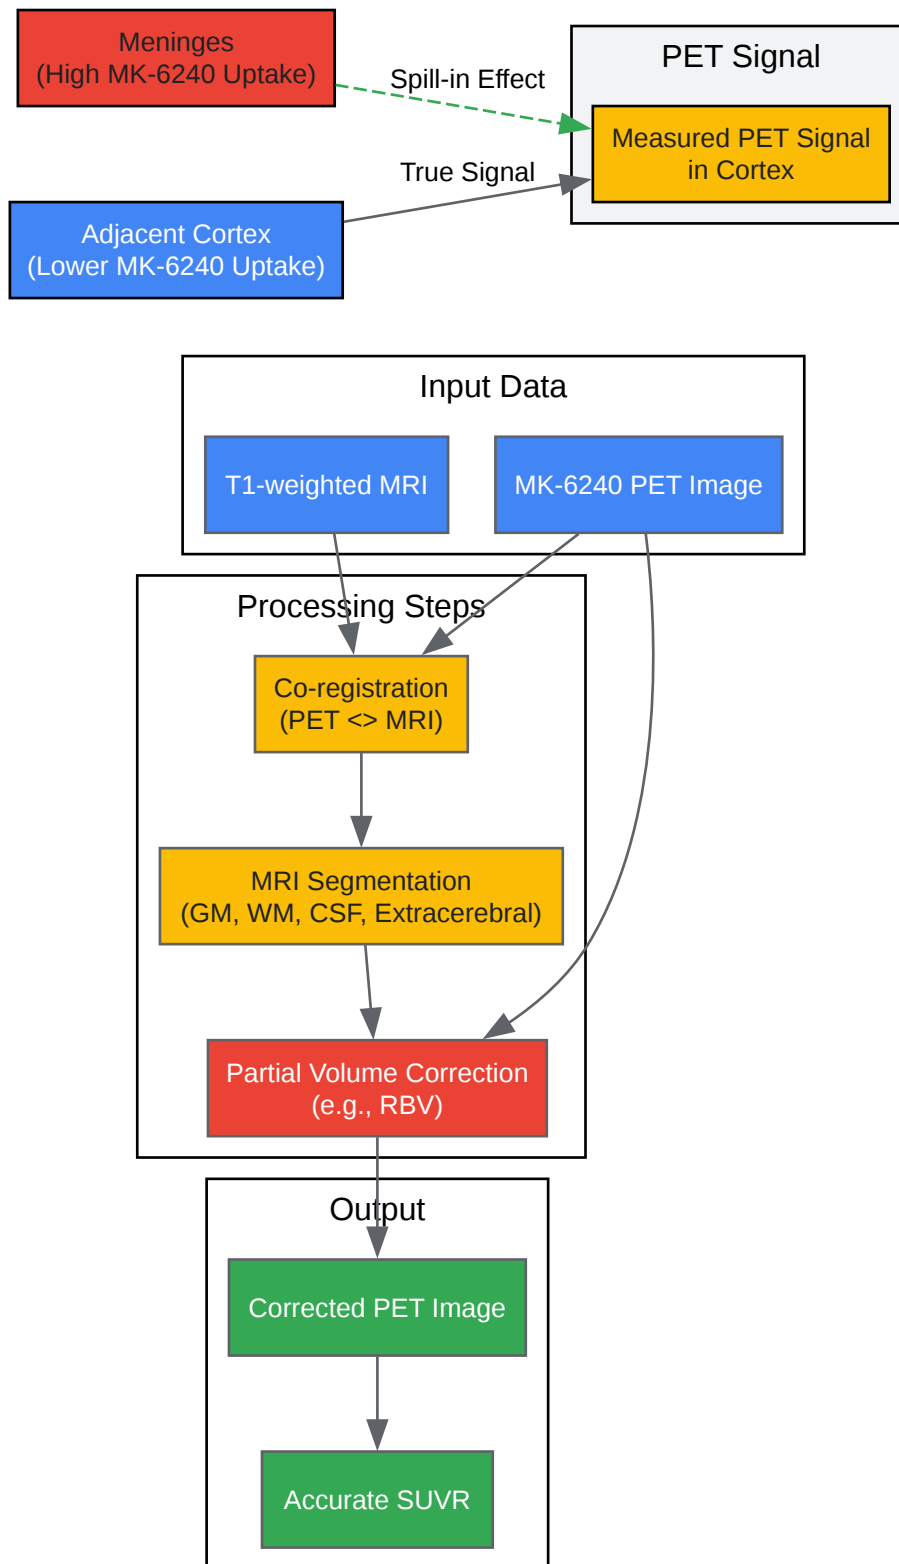 Meninges
(High MK-6240 Uptake)
Spill-in Effect
PET Signal
Measured PET Signal
in Cortex
True Signal
Adjacent Cortex
(Lower MK-6240 Uptake)
Input Data
T1-weighted MRI
MK-6240 PET Image
Processing Steps
Co-registration
(PET <> MRI)
MRI Segmentation
(GM, WM, CSF, Extracerebral)
Partial Volume Correction
(e.g., RBV)
Output
Corrected PET Image
Accurate SUVR